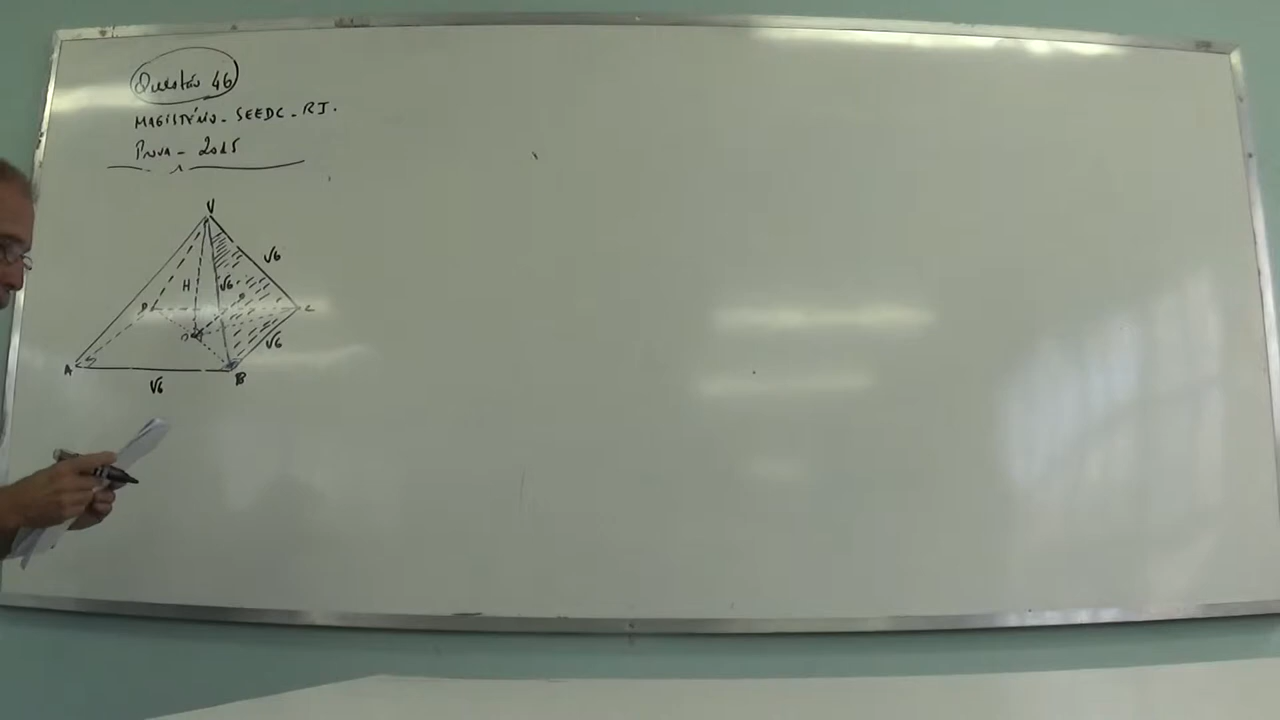 Questão 46
MAGISTÉRIO - SEEDC - RJ.
PROVA - 2015
V
√6
H
√6
D
C
O
√6
A
B
√6